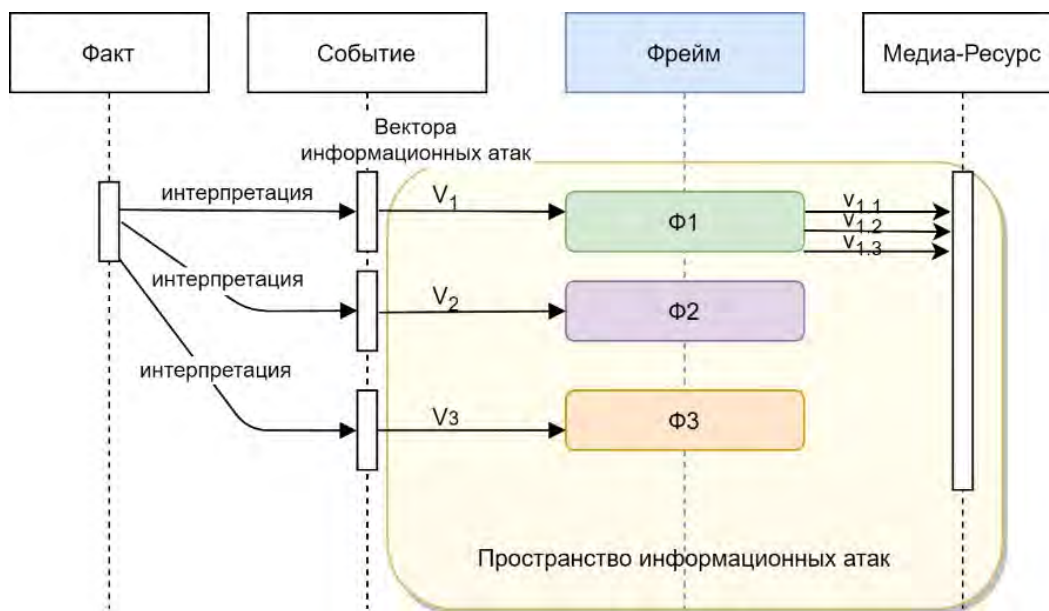 Факт
Событие
Фрейм
Медиа-Ресурс
Вектора
информационных атак
интерпретация
V1
Ф1
v1.1
v1.2
v1.3
интерпретация
V2
Ф2
интерпретация
V3
Ф3
Пространство информационных атак